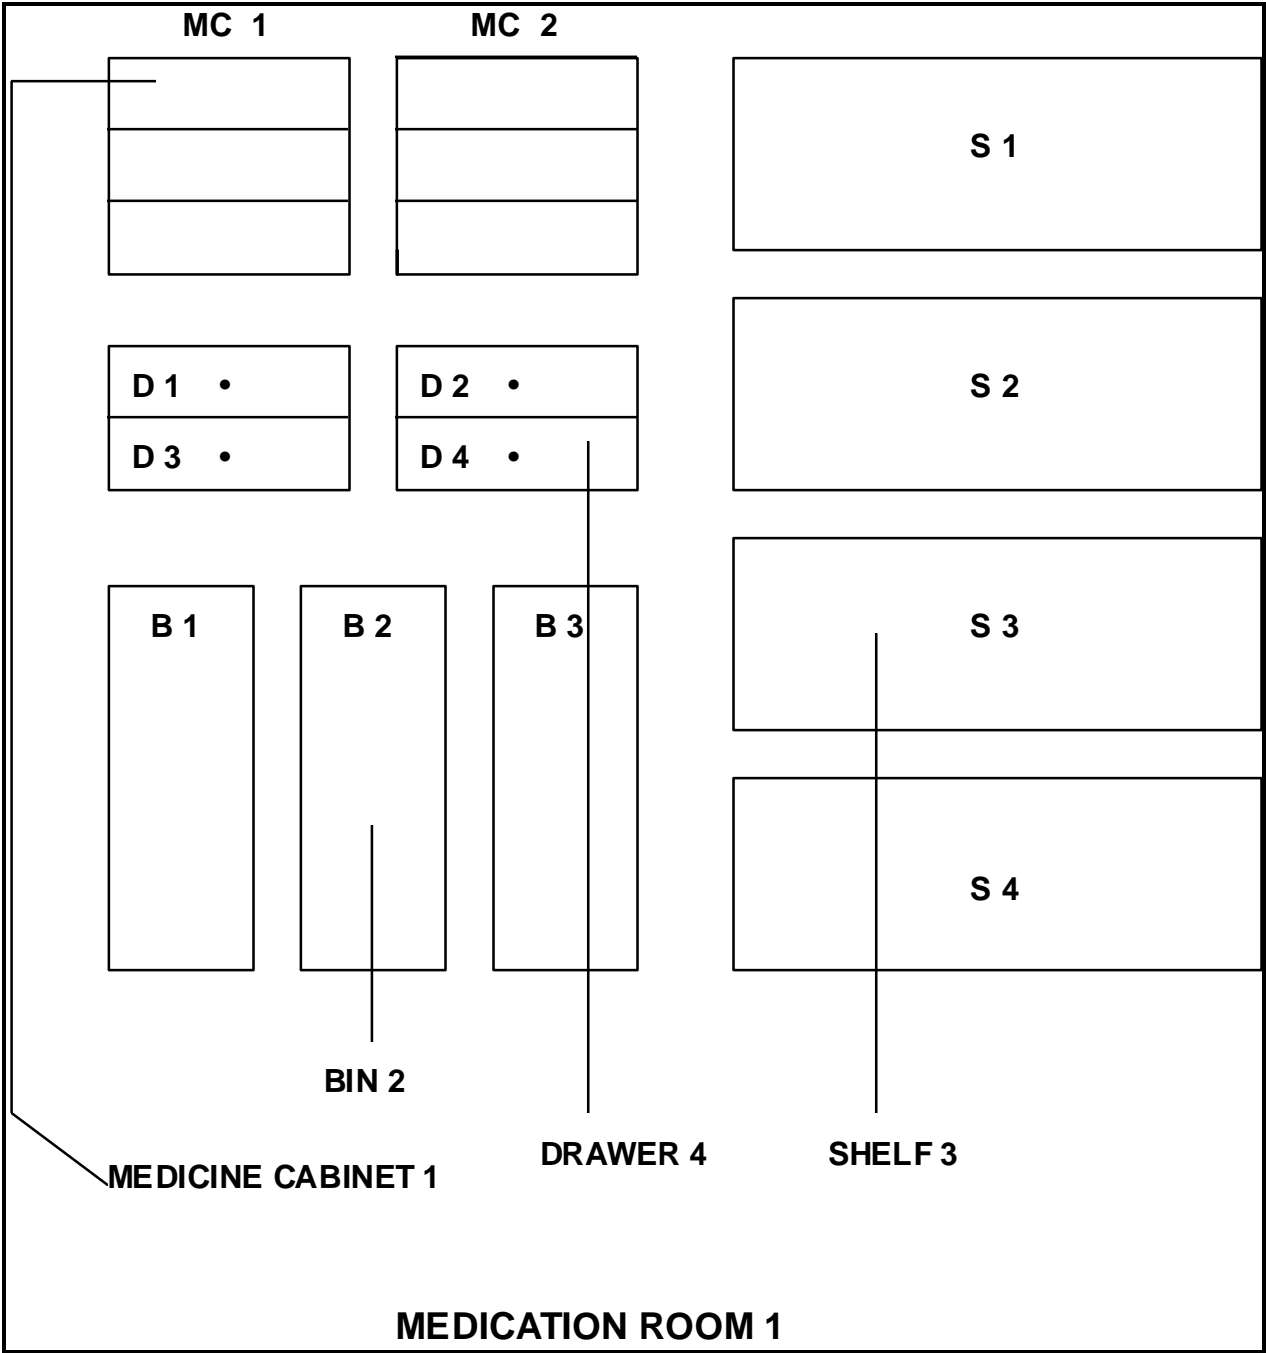 MC 1
MC 2
S 1
D 1 •
D 2 •
S 2
D 3 •
D 4 •
B 1
B 2
B 3
S 3
S 4
BIN 2
DRAWER 4
SHELF 3
MEDICINE CABINET 1
MEDICATION ROOM 1